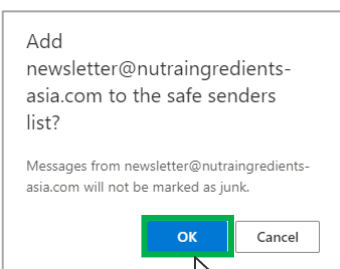 Add
newsletter@nutraingredients-
asia.com to the safe senders
list?
Messages from newsletter@nutraingredients-
asia.com will not be marked as junk.
OK
Cancel